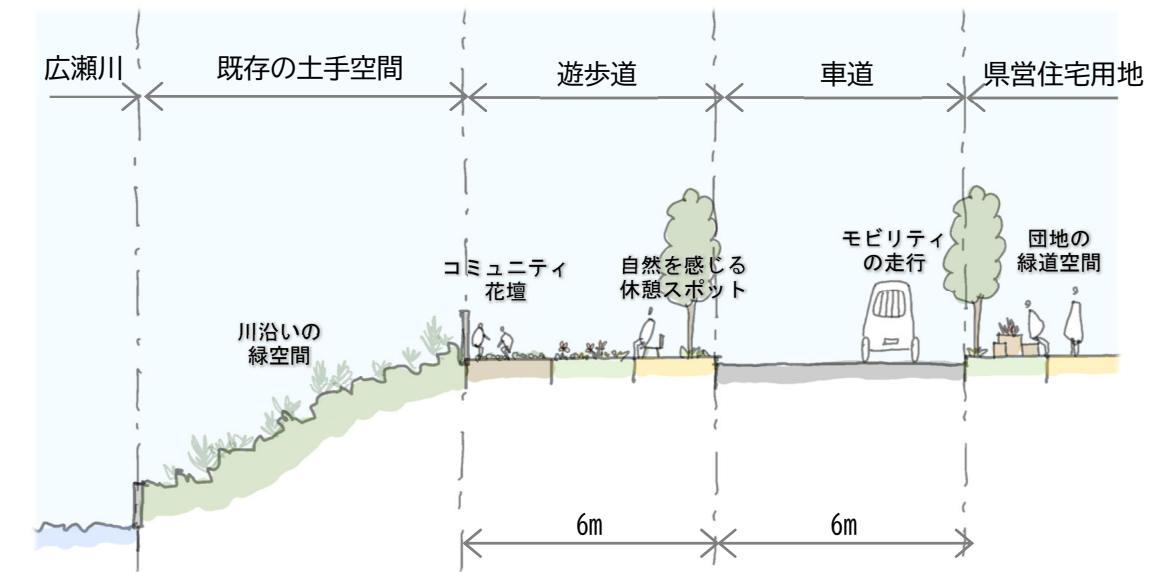 広瀬川
既存の土手空間
遊歩道
車道
県営住宅用地
コミュニティ
花壇
自然を感じる
休憩スポット
モビリティ
の走行
団地の
緑道空間
川沿いの
緑空間
6m
6m